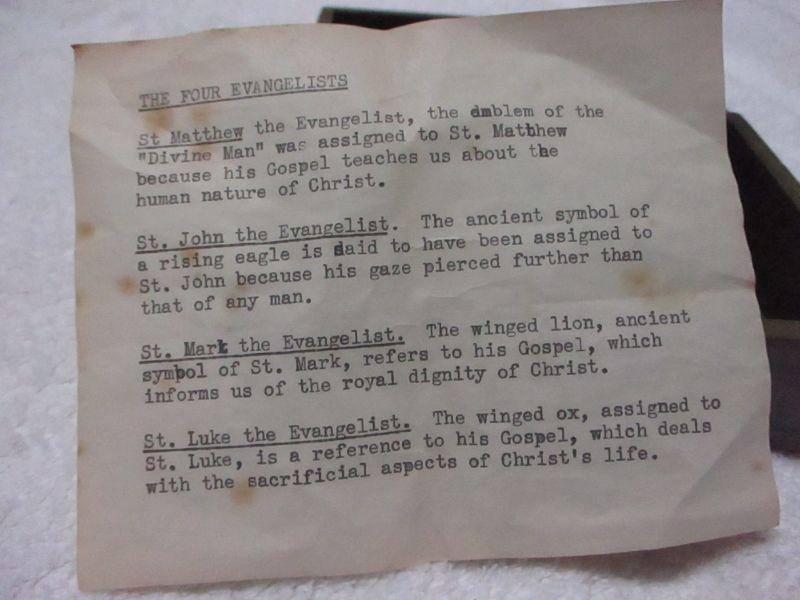 THE FOUR EVANGELISTS
St Matthew the Evangelist, the dmblem of the
"Divine Man" was assigned to St. Matthew
because his Gospel teaches us about the
human nature of Christ.
St. John the Evangelist. The ancient symbol of
a rising eagle is said to have been assigned to
St. John because his gaze pierced further than
that of any man.
St. Mark the Evangelist. The winged lion, ancient
symbol of St. Mark, refers to his Gospel, which
informs us of the royal dignity of Christ.
St. Luke the Evangelist. The winged ox, assigned to
St. Luke, is a reference to his Gospel, which deals
with the sacrificial aspects of Christ's life.